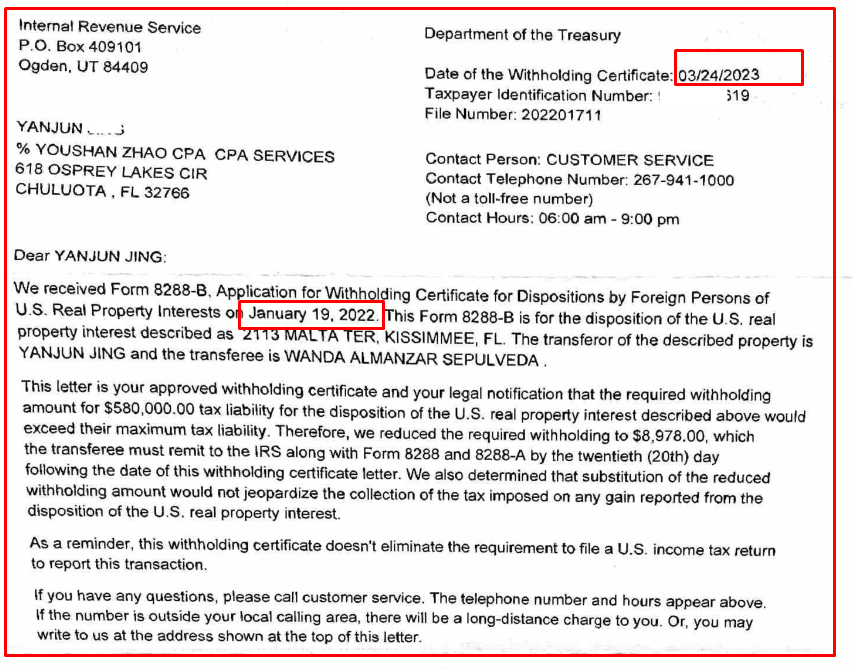 Internal Revenue Service
P.O. Box 409101
Ogden, UT 84409
Department of the Treasury
Date of the Withholding Certificate: 03/24/2023
Taxpayer Identification Number: 619
File Number: 202201711
YANJUN
% YOUSHAN ZHAO CPA CPA SERVICES
618 OSPREY LAKES CIR
CHULUOTA , FL 32766
Contact Person: CUSTOMER SERVICE
Contact Telephone Number: 267-941-1000
(Not a toll-free number)
Contact Hours: 06:00 am - 9:00 pm
Dear YANJUN JING:
We received Form 8288-B, Application for Withholding Certificate for Dispositions by Foreign Persons of
U.S. Real Property Interests on January 19, 2022. This Form 8288-B is for the disposition of the U.S. real
property interest described as 2113 MALTA TER, KISSIMMEE, FL. The transferor of the described property is
YANJUN JING and the transferee is WANDA ALMANZAR SEPULVEDA .
This letter is your approved withholding certificate and your legal notification that the required withholding
amount for $580,000.00 tax liability for the disposition of the U.S. real property interest described above would
exceed their maximum tax liability. Therefore, we reduced the required withholding to $8,978.00, which
the transferee must remit to the IRS along with Form 8288 and 8288-A by the twentieth (20th) day
following the date of this withholding certificate letter. We also determined that substitution of the reduced
withholding amount would not jeopardize the collection of the tax imposed on any gain reported from the
disposition of the U.S. real property interest.
As a reminder, this withholding certificate doesn't eliminate the requirement to file a U.S. income tax return
to report this transaction.
If you have any questions, please call customer service. The telephone number and hours appear above.
If the number is outside your local calling area, there will be a long-distance charge to you. Or, you may
write to us at the address shown at the top of this letter.